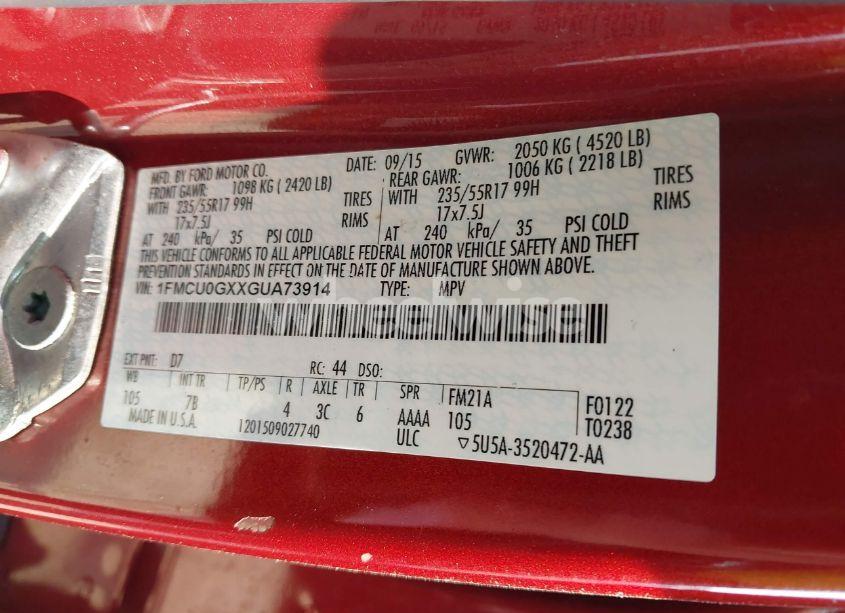 MFD. BY FORD MOTOR CO. DATE: 09/15 GVWR: 2050 KG ( 4520 LB)
FRONT GAWR: 1098 KG ( 2420 LB) REAR GAWR: 1006 KG ( 2218 LB)
WITH 235/55R17 99H TIRES WITH 235/55R17 99H TIRES
17x7.5J RIMS 17x7.5J RIMS
AT 240 kPa/ 35 PSI COLD AT 240 kPa/ 35 PSI COLD
THIS VEHICLE CONFORMS TO ALL APPLICABLE FEDERAL MOTOR VEHICLE SAFETY AND THEFT
PREVENTION STANDARDS IN EFFECT ON THE DATE OF MANUFACTURE SHOWN ABOVE.
VIN: 1FMCU0GXXGUA73914 TYPE: MPV
wheelwise
EXT PNT: D7 RC: 44 DSO:
WB INT TR TP/PS R AXLE TR SPR FM21A F0122
105 7B 4 3C 6 AAAA 105 T0238
MADE IN U.S.A. 1201509027740 ULC ▽5U5A-3520472-AA